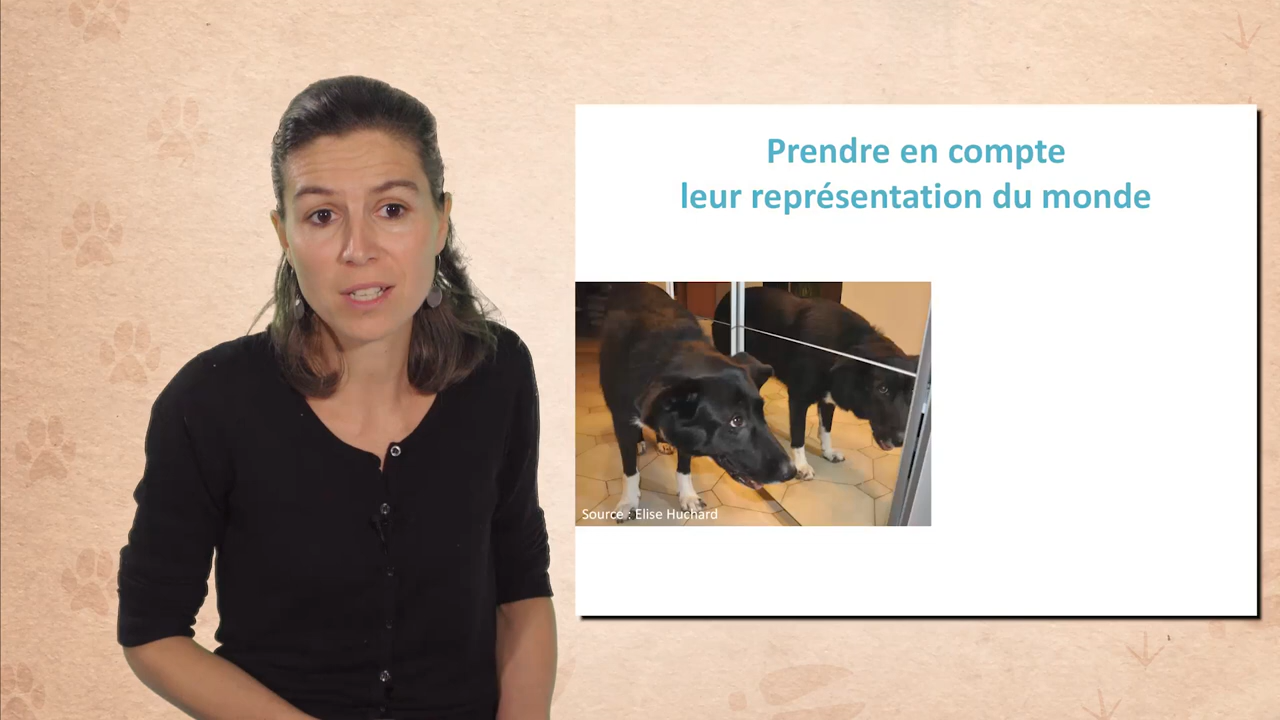 Prendre en compte
leur représentation du monde
Source : Elise Huchard